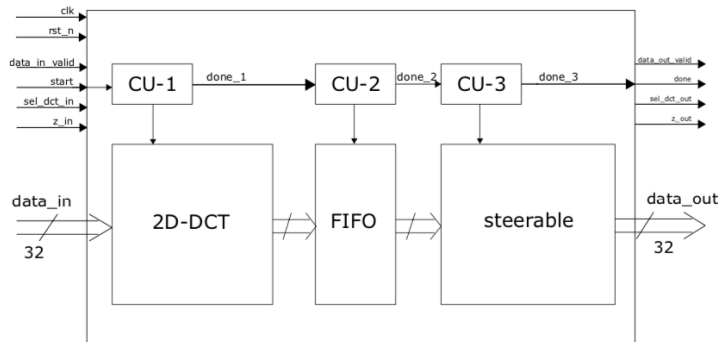 clk
rst_n
data_in_valid
start
sel_dct_in
z_in
CU-1
done_1
CU-2
done_2
CU-3
done_3
data_out_valid
done
sel_dct_out
z_out
data_in
32
2D-DCT
FIFO
steerable
data_out
32